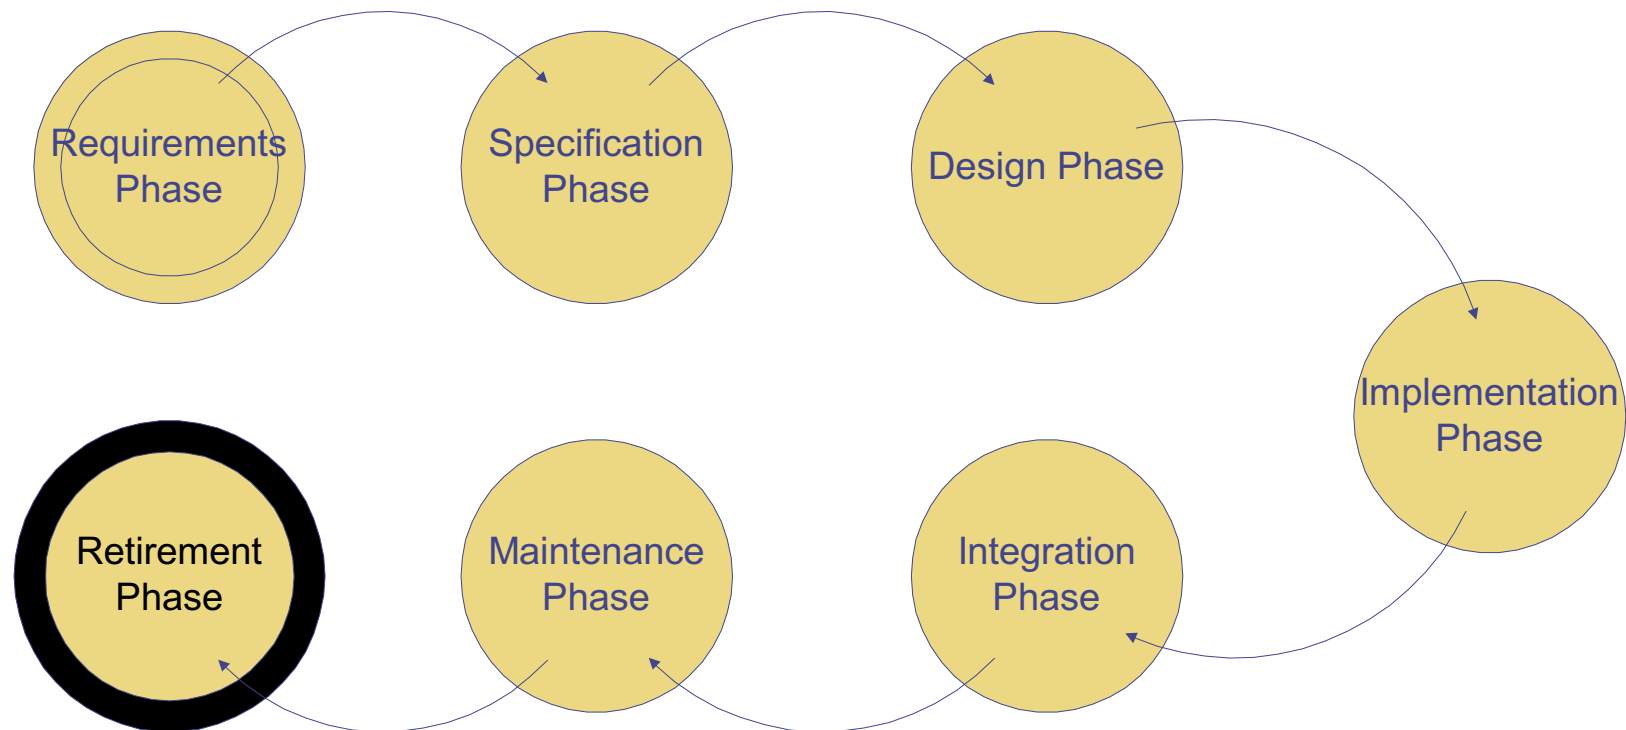 Requirements
Phase
Specification
Phase
Design Phase
Implementation
Phase
Integration
Phase
Maintenance
Phase
Retirement
Phase